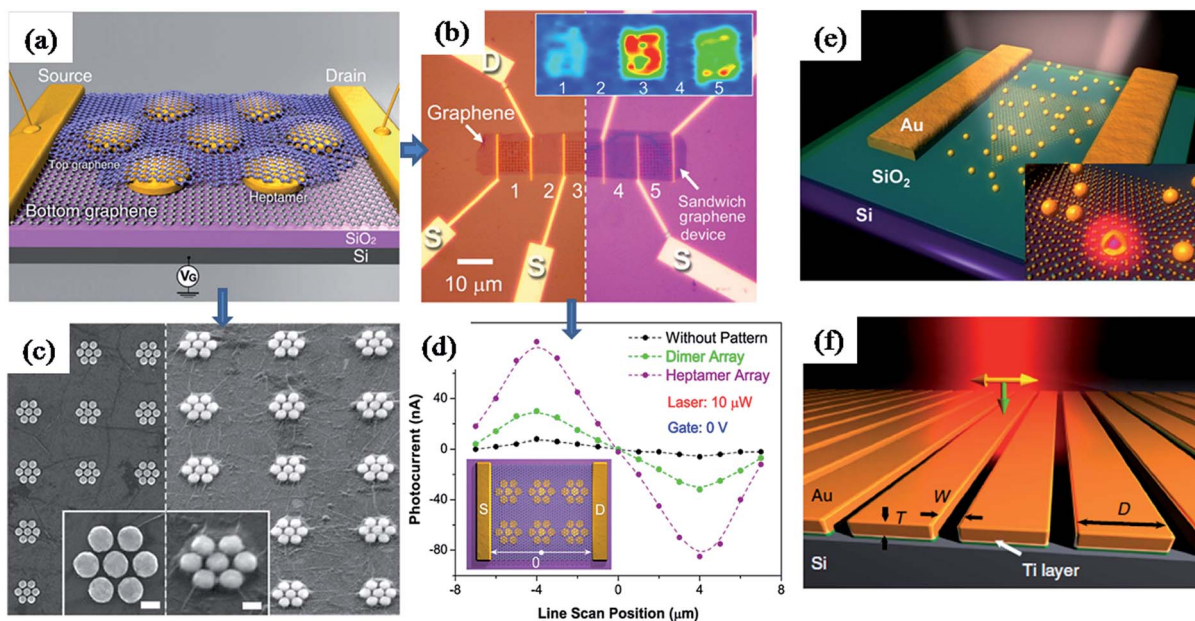 (a)
Source
Drain
Top graphene
Heptamer
Bottom graphene
SiO₂
Si
V_G
(b)
D
1 2 3 4 5
Graphene
1 2 3 4 5
Sandwich
graphene
device
S
S
S
10 μm
(c)
(d)
Without Pattern
Dimer Array
Heptamer Array
Laser: 10 μW
Gate: 0 V
Photocurrent (nA)
80
40
0
-40
-80
S
D
0
-8 -4 0 4 8
Line Scan Position (μm)
(e)
Au
SiO₂
Si
(f)
Au
T
W
D
Si
Ti layer